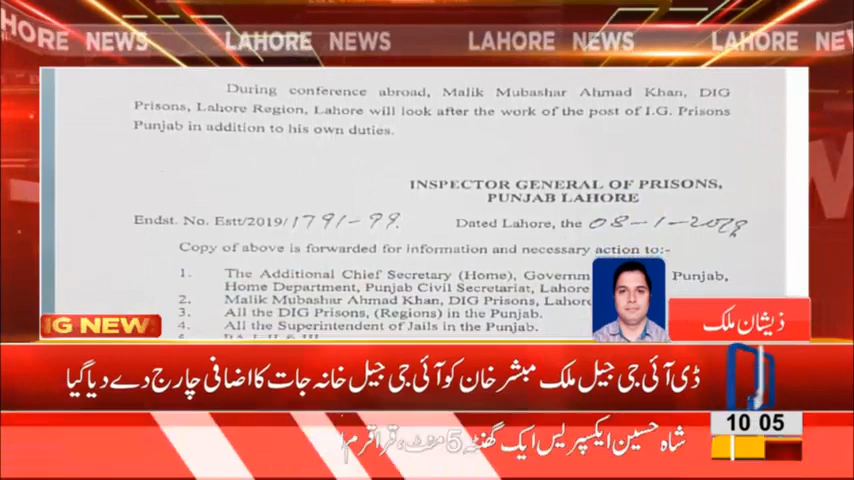 LAHORE NEWS LAHORE NEWS LAHORE NEWS LAHORE NEWS
During conference abroad, Malik Mubashar Ahmad Khan, DIG
Prisons, Lahore Region, Lahore will look after the work of the post of I.G. Prisons
Punjab in addition to his own duties.
INSPECTOR GENERAL OF PRISONS,
PUNJAB LAHORE
Endst. No. Estt/2019/1791-99. Dated Lahore, the 08-1-2019
Copy of above is forwarded for information and necessary action to:-
1. The Additional Chief Secretary (Home), Governm Punjab,
Home Department, Punjab Civil Secretariat, Lahore
2. Malik Mubashar Ahmad Khan, DIG Prisons, Lahore
3. All the DIG Prisons, (Regions) in the Punjab.
4. All the Superintendent of Jails in the Punjab.
ذیشان ملک
IG NEWS
ڈی آئی جی جیل ملک مبشر خان کو آئی جی جیل خانہ جات کا اضافی چارج دے دیا گیا
10 05
شاہ حسین ایکسپریس ایک گھنٹہ 5 منٹ، قراقرم